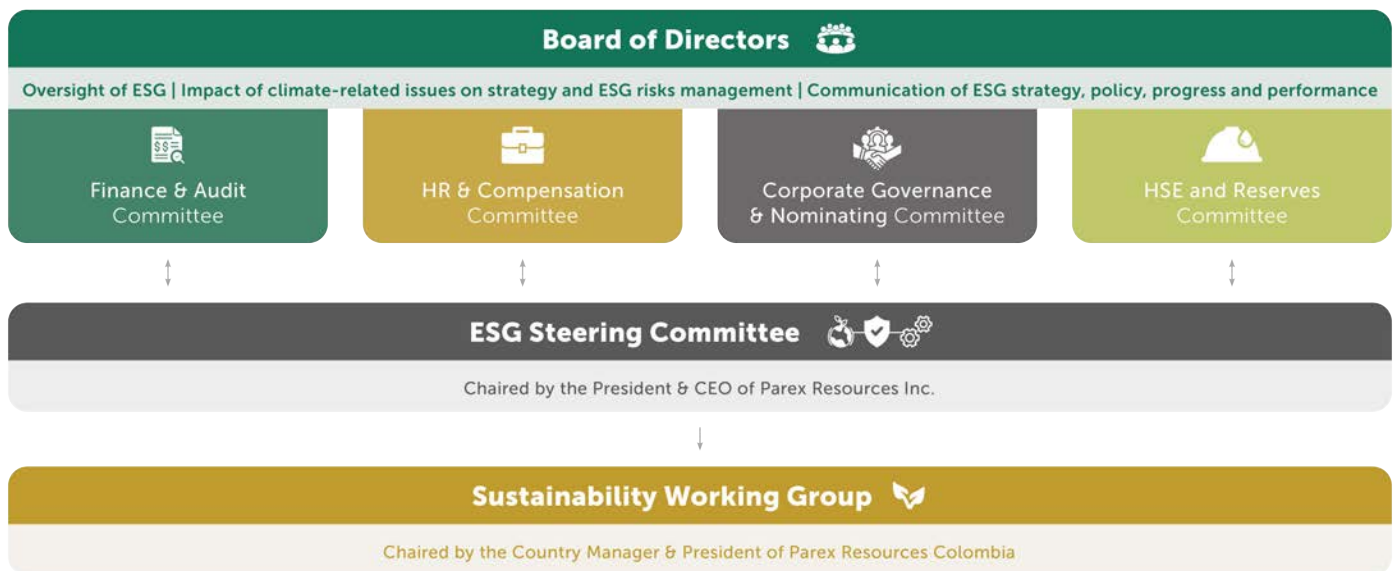 Board of Directors
Oversight of ESG | Impact of climate-related issues on strategy and ESG risks management | Communication of ESG strategy, policy, progress and performance
$$
Finance & Audit
Committee
HR & Compensation
Committee
Corporate Governance
& Nominating Committee
HSE and Reserves
Committee
ESG Steering Committee
Chaired by the President & CEO of Parex Resources Inc.
Sustainability Working Group
Chaired by the Country Manager & President of Parex Resources Colombia